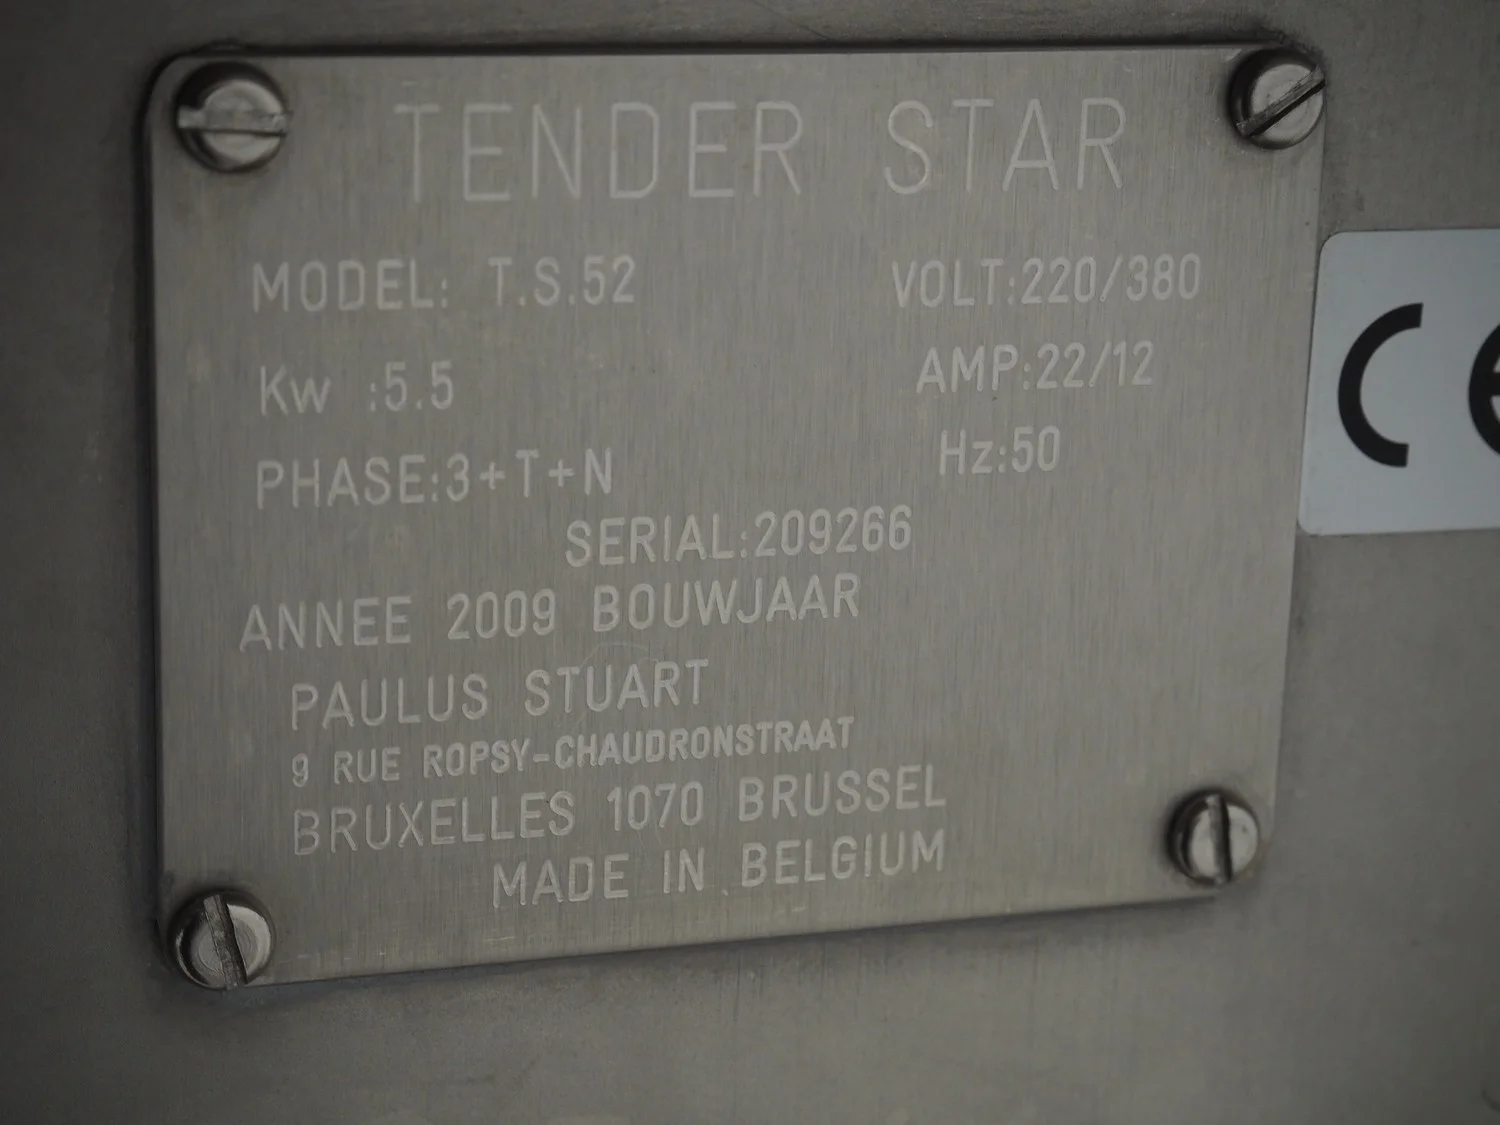 TENDER STAR
MODEL: T.S.52 VOLT:220/380
Kw :5.5 AMP:22/12
PHASE:3+T+N Hz:50
SERIAL:209266
ANNEE 2009 BOUWJAAR
PAULUS STUART
9 RUE ROPSY-CHAUDRONSTRAAT
BRUXELLES 1070 BRUSSEL
MADE IN BELGIUM
CE